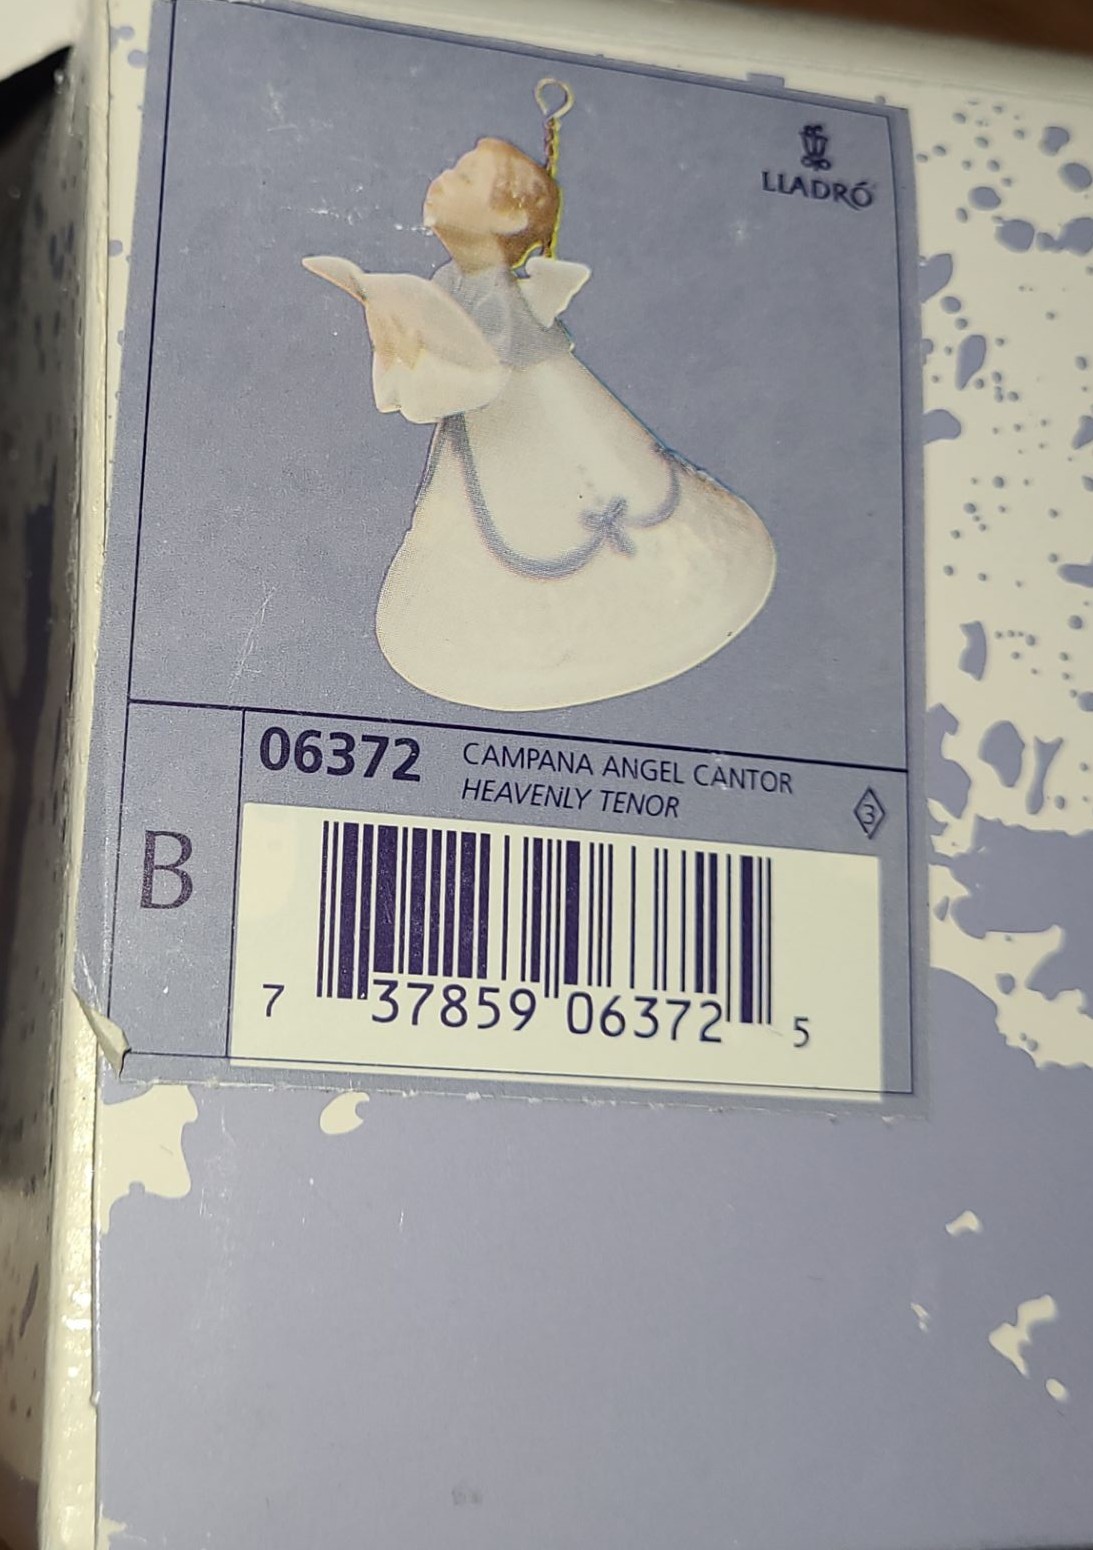 LLADRÓ
06372 CAMPANA ANGEL CANTOR
HEAVENLY TENOR
3
B
7 37859 06372 5